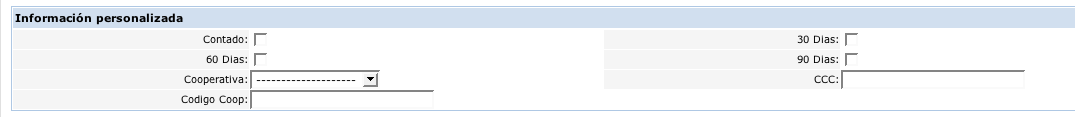 Información personalizada
Contado: 30 Dias:
60 Dias: 90 Dias:
Cooperativa: -------------------- CCC:
Codigo Coop: